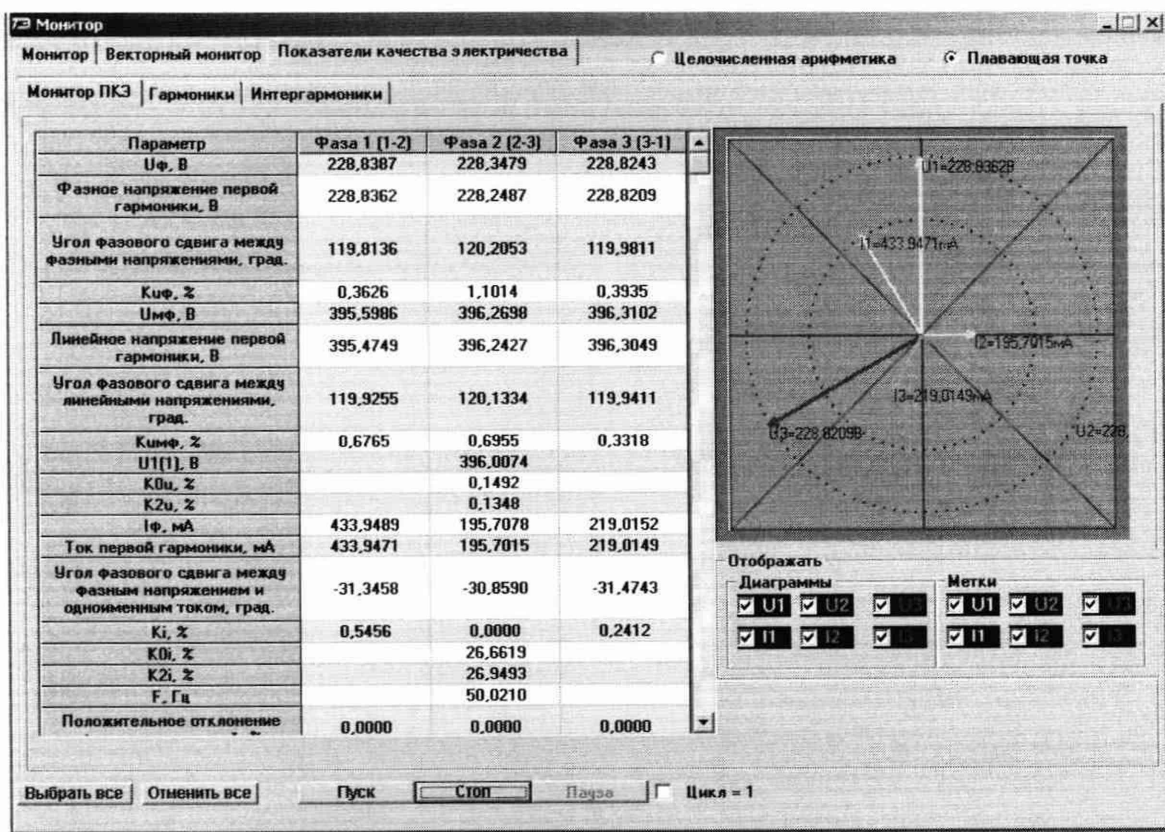 ТЭ Монитор
Монитор Векторный монитор Показатели качества электричества Целочисленная арифметика Плавающая точка
Монитор ПКЭ Гармоники Интергармоники
Параметр Фаза 1 (1-2) Фаза 2 (2-3) Фаза 3 (3-1)
Uф, В 228,8387 228,3479 228,8243
Фазное напряжение первой
гармоники, В 228,8362 228,2487 228,8209
Угол фазового сдвига между
фазными напряжениями, град. 119,8136 120,2053 119,9811
Kuф, % 0,3626 1,1014 0,3935
Uмф, В 395,5986 396,2698 396,3102
Линейное напряжение первой
гармоники, В 395,4749 396,2427 396,3049
Угол фазового сдвига между
линейными напряжениями,
град. 119,9255 120,1334 119,9411
Kuмф, % 0,6765 0,6955 0,3318
U1(1), В 396,0074
K0u, % 0,1492
K2u, % 0,1348
Iф, мА 433,9489 195,7078 219,0152
Ток первой гармоники, мА 433,9471 195,7015 219,0149
Угол фазового сдвига между
фазным напряжением и
одноименным током, град. -31,3458 -30,8590 -31,4743
Ki, % 0,5456 0,0000 0,2412
K0i, % 26,6619
K2i, % 26,9493
F, Гц 50,0210
Положительное отклонение
0,0000 0,0000 0,0000
U1=228,8362В
I1=433,9471мА
I2=195,7015мА
I3=219,0149мА
U3=228,8209В
U2=228,
Отображать
Диаграммы Метки
U1 U2 U3 U1 U2 U3
I1 I2 I3 I1 I2 I3
Выбрать все Отменить все Пуск Стоп Пауза Цикл = 1